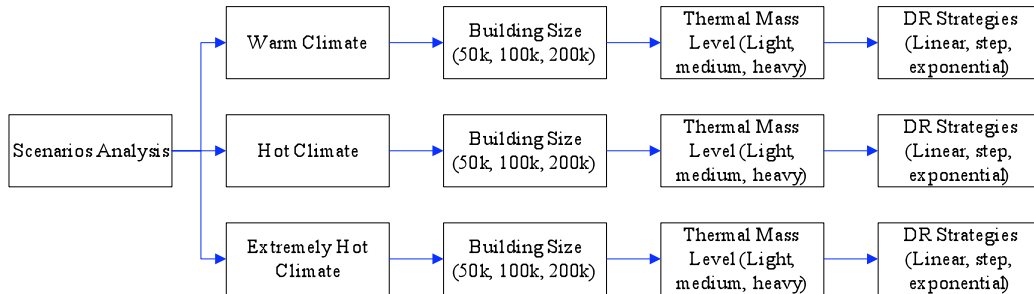 Warm Climate
Building Size
(50k, 100k, 200k)
Thermal Mass
Level (Light,
medium, heavy)
DR Strategies
(Linear, step,
exponential)
Scenarios Analysis
Hot Climate
Building Size
(50k, 100k, 200k)
Thermal Mass
Level (Light,
medium, heavy)
DR Strategies
(Linear, step,
exponential)
Extremely Hot
Climate
Building Size
(50k, 100k, 200k)
Thermal Mass
Level (Light,
medium, heavy)
DR Strategies
(Linear, step,
exponential)